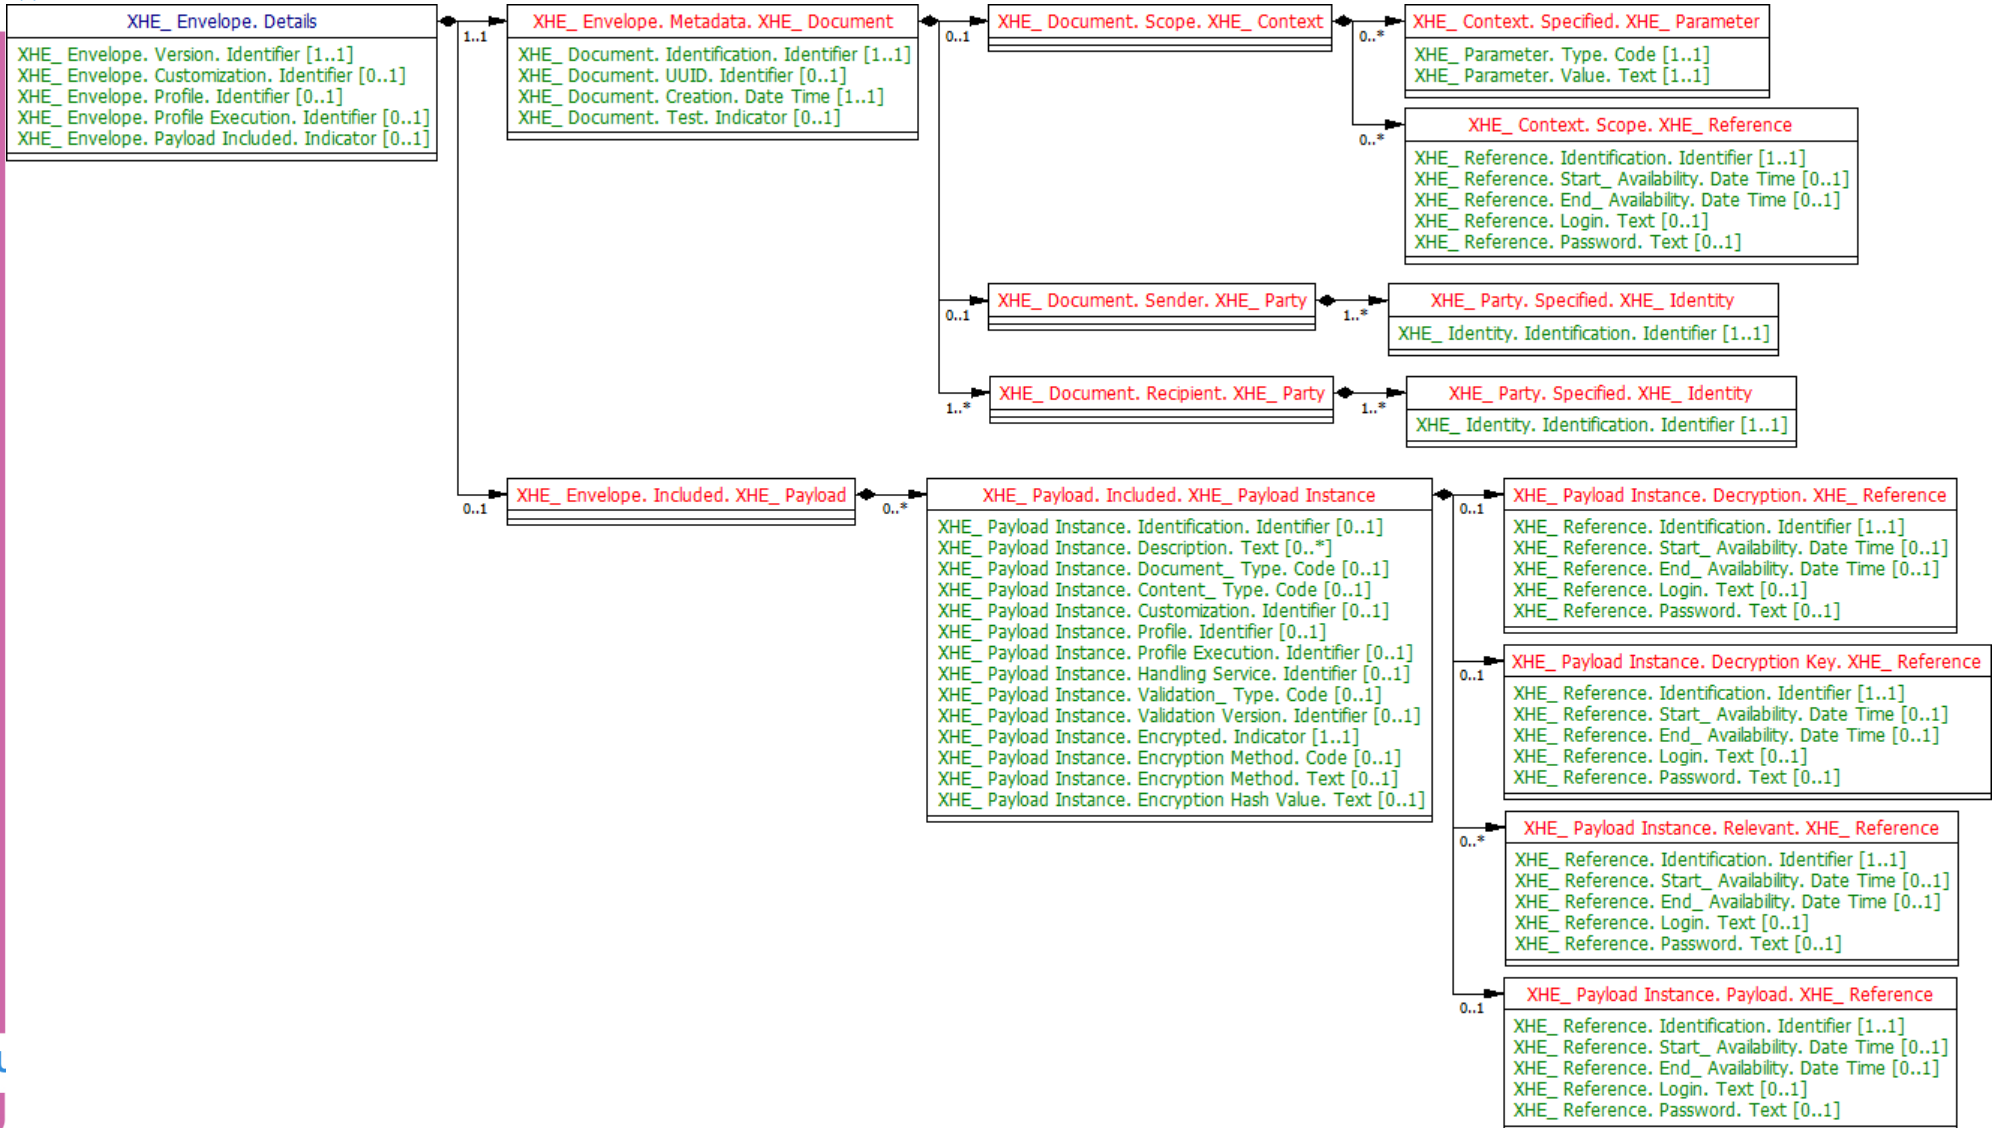 XHE_ Envelope. Details
XHE_ Envelope. Version. Identifier [1..1]
XHE_ Envelope. Customization. Identifier [0..1]
XHE_ Envelope. Profile. Identifier [0..1]
XHE_ Envelope. Profile Execution. Identifier [0..1]
XHE_ Envelope. Payload Included. Indicator [0..1]
1..1
XHE_ Envelope. Metadata. XHE_ Document
XHE_ Document. Identification. Identifier [1..1]
XHE_ Document. UUID. Identifier [0..1]
XHE_ Document. Creation. Date Time [1..1]
XHE_ Document. Test. Indicator [0..1]
0..1
XHE_ Document. Scope. XHE_ Context
0..*
XHE_ Context. Specified. XHE_ Parameter
XHE_ Parameter. Type. Code [1..1]
XHE_ Parameter. Value. Text [1..1]
0..*
XHE_ Context. Scope. XHE_ Reference
XHE_ Reference. Identification. Identifier [1..1]
XHE_ Reference. Start_ Availability. Date Time [0..1]
XHE_ Reference. End_ Availability. Date Time [0..1]
XHE_ Reference. Login. Text [0..1]
XHE_ Reference. Password. Text [0..1]
0..1
XHE_ Document. Sender. XHE_ Party
1..*
XHE_ Party. Specified. XHE_ Identity
XHE_ Identity. Identification. Identifier [1..1]
1..*
XHE_ Document. Recipient. XHE_ Party
1..*
XHE_ Party. Specified. XHE_ Identity
XHE_ Identity. Identification. Identifier [1..1]
0..1
XHE_ Envelope. Included. XHE_ Payload
0..*
XHE_ Payload. Included. XHE_ Payload Instance
XHE_ Payload Instance. Identification. Identifier [0..1]
XHE_ Payload Instance. Description. Text [0..*]
XHE_ Payload Instance. Document_ Type. Code [0..1]
XHE_ Payload Instance. Content_ Type. Code [0..1]
XHE_ Payload Instance. Customization. Identifier [0..1]
XHE_ Payload Instance. Profile. Identifier [0..1]
XHE_ Payload Instance. Profile Execution. Identifier [0..1]
XHE_ Payload Instance. Handling Service. Identifier [0..1]
XHE_ Payload Instance. Validation_ Type. Code [0..1]
XHE_ Payload Instance. Validation Version. Identifier [0..1]
XHE_ Payload Instance. Encrypted. Indicator [1..1]
XHE_ Payload Instance. Encryption Method. Code [0..1]
XHE_ Payload Instance. Encryption Method. Text [0..1]
XHE_ Payload Instance. Encryption Hash Value. Text [0..1]
0..1
XHE_ Payload Instance. Decryption. XHE_ Reference
XHE_ Reference. Identification. Identifier [1..1]
XHE_ Reference. Start_ Availability. Date Time [0..1]
XHE_ Reference. End_ Availability. Date Time [0..1]
XHE_ Reference. Login. Text [0..1]
XHE_ Reference. Password. Text [0..1]
0..1
XHE_ Payload Instance. Decryption Key. XHE_ Reference
XHE_ Reference. Identification. Identifier [1..1]
XHE_ Reference. Start_ Availability. Date Time [0..1]
XHE_ Reference. End_ Availability. Date Time [0..1]
XHE_ Reference. Login. Text [0..1]
XHE_ Reference. Password. Text [0..1]
0..*
XHE_ Payload Instance. Relevant. XHE_ Reference
XHE_ Reference. Identification. Identifier [1..1]
XHE_ Reference. Start_ Availability. Date Time [0..1]
XHE_ Reference. End_ Availability. Date Time [0..1]
XHE_ Reference. Login. Text [0..1]
XHE_ Reference. Password. Text [0..1]
0..1
XHE_ Payload Instance. Payload. XHE_ Reference
XHE_ Reference. Identification. Identifier [1..1]
XHE_ Reference. Start_ Availability. Date Time [0..1]
XHE_ Reference. End_ Availability. Date Time [0..1]
XHE_ Reference. Login. Text [0..1]
XHE_ Reference. Password. Text [0..1]